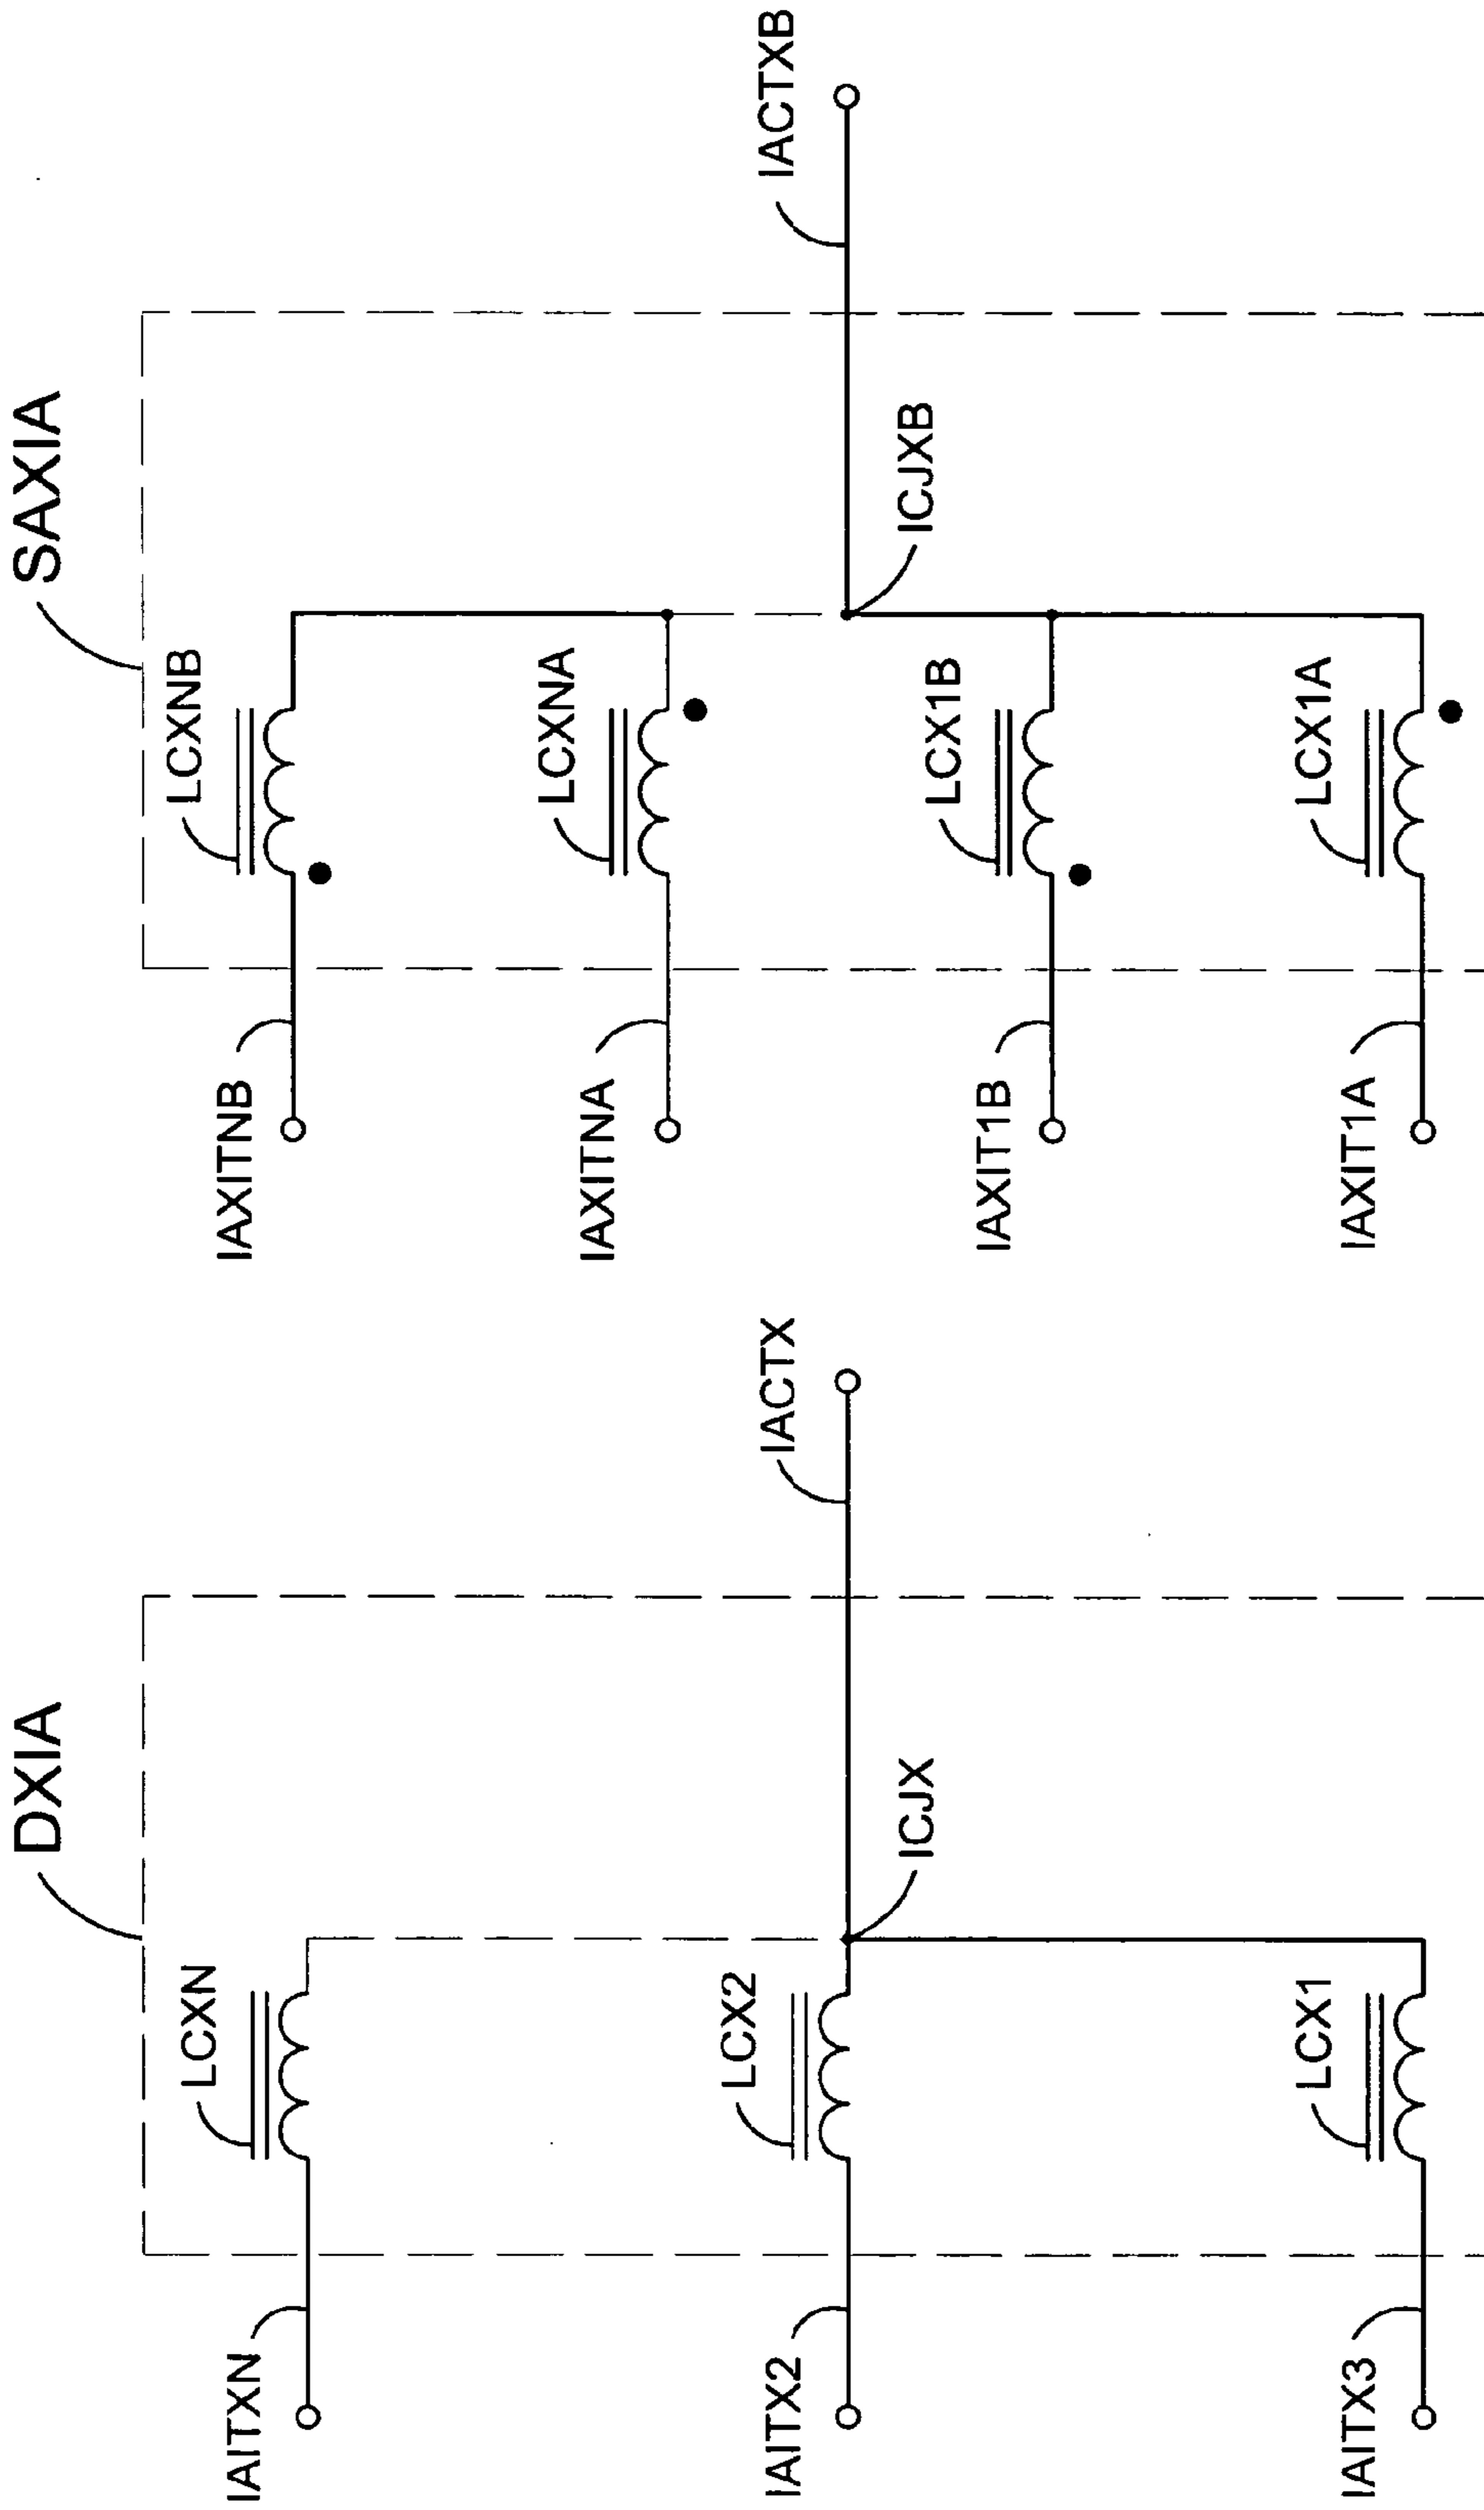 DXIA
LCXN
IAITXN
IACTX
LCX2
IAITX2
ICJX
LCX1
IAITX3
SAXIA
LCXNB
IAXITNB
LCXNA
IAXITNA
IACTXB
ICJXB
LCX1B
IAXIT1B
LCX1A
IAXIT1A